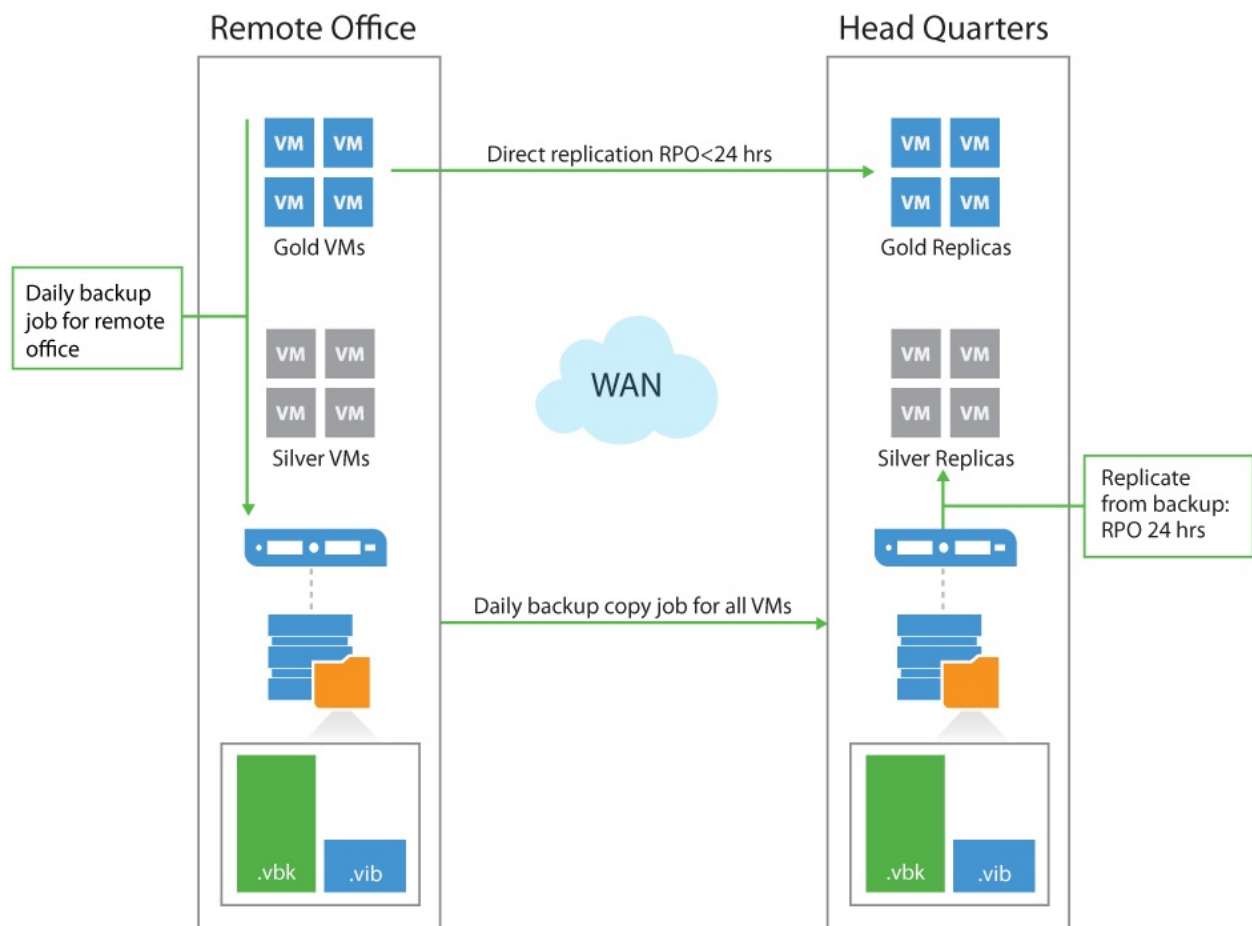 Remote Office
Head Quarters
VM VM
VM VM
Gold VMs
Direct replication RPO<24 hrs
VM VM
VM VM
Gold Replicas
Daily backup
job for remote
office
VM VM
VM VM
Silver VMs
WAN
VM VM
VM VM
Silver Replicas
Replicate
from backup:
RPO 24 hrs
Daily backup copy job for all VMs
.vbk
.vib
.vbk
.vib